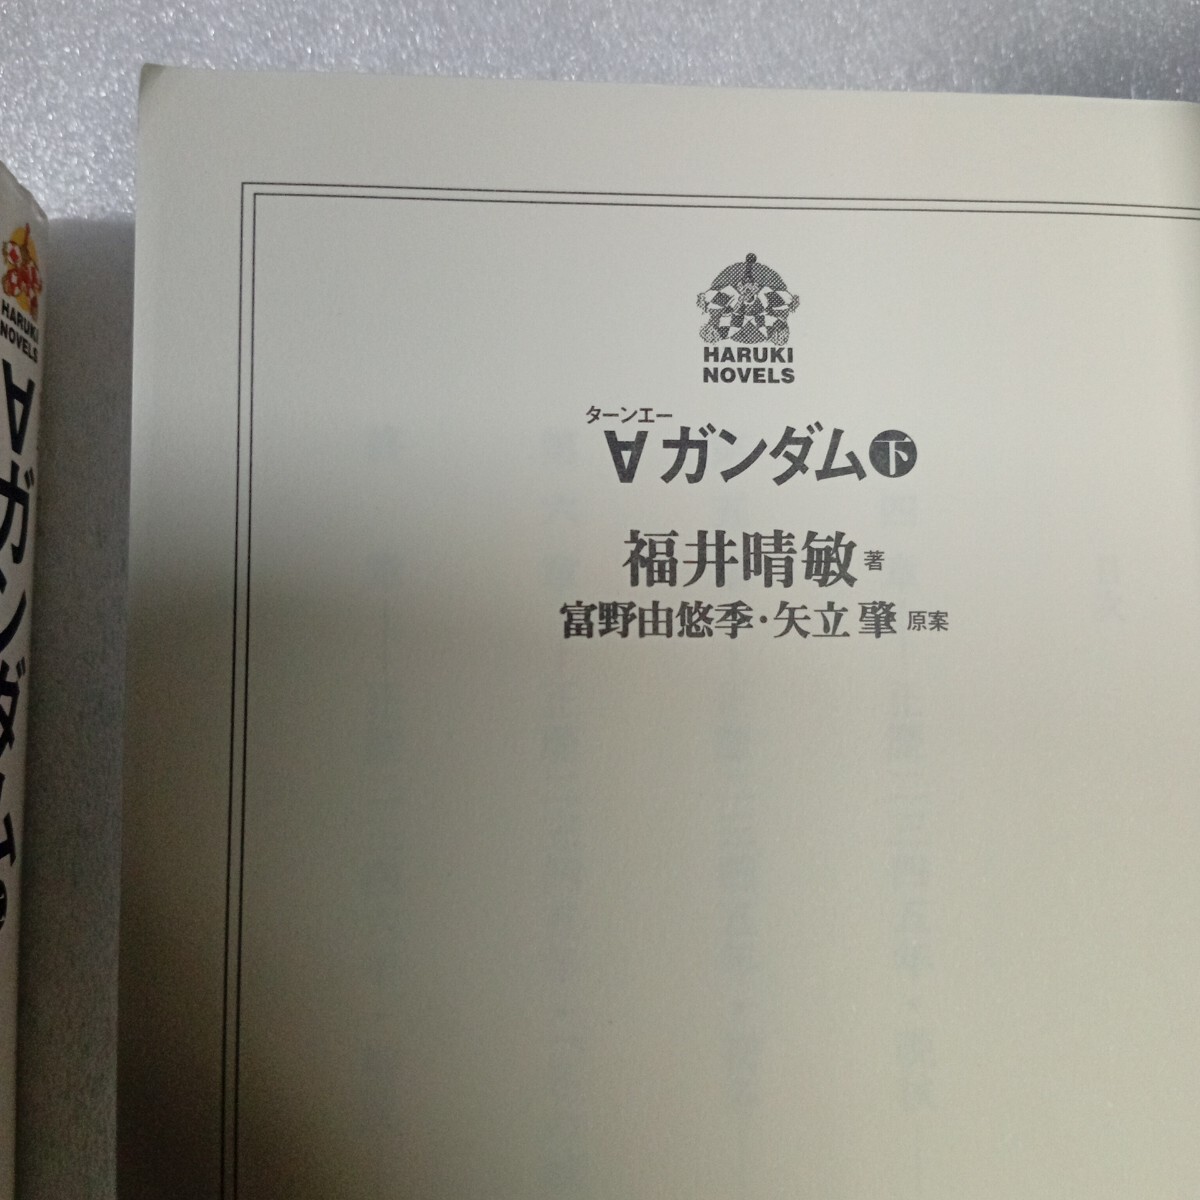 HARUKI
NOVELS
∀ガンダム
HARUKI
NOVELS
ターンエー
∀ガンダム下
福井晴敏 著
富野由悠季・矢立肇 原案